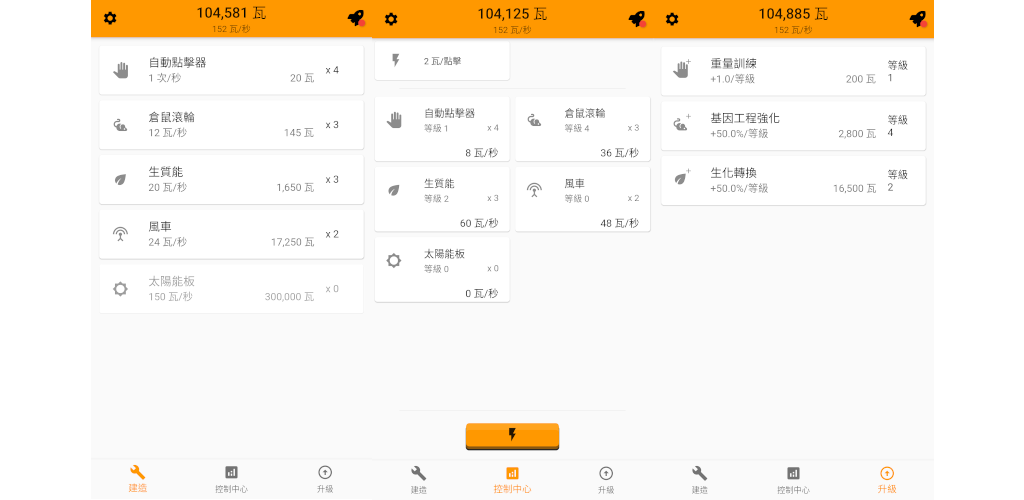 104,581 瓦
152 瓦/秒
自動點擊器
1 次/秒
20 瓦
x 4
倉鼠滾輪
12 瓦/秒
145 瓦
x 3
生質能
20 瓦/秒
1,650 瓦
x 3
風車
24 瓦/秒
17,250 瓦
x 2
太陽能板
150 瓦/秒
300,000 瓦
x 0
建造
控制中心
升級
104,125 瓦
152 瓦/秒
2 瓦/點擊
自動點擊器
等級 1
x 4
8 瓦/秒
倉鼠滾輪
等級 4
x 3
36 瓦/秒
生質能
等級 2
x 3
60 瓦/秒
風車
等級 0
x 2
48 瓦/秒
太陽能板
等級 0
x 0
0 瓦/秒
建造
控制中心
升級
104,885 瓦
152 瓦/秒
重量訓練
+1.0/等級
200 瓦
等級
1
基因工程強化
+50.0%/等級
2,800 瓦
等級
4
生化轉換
+50.0%/等級
16,500 瓦
等級
2
建造
控制中心
升級